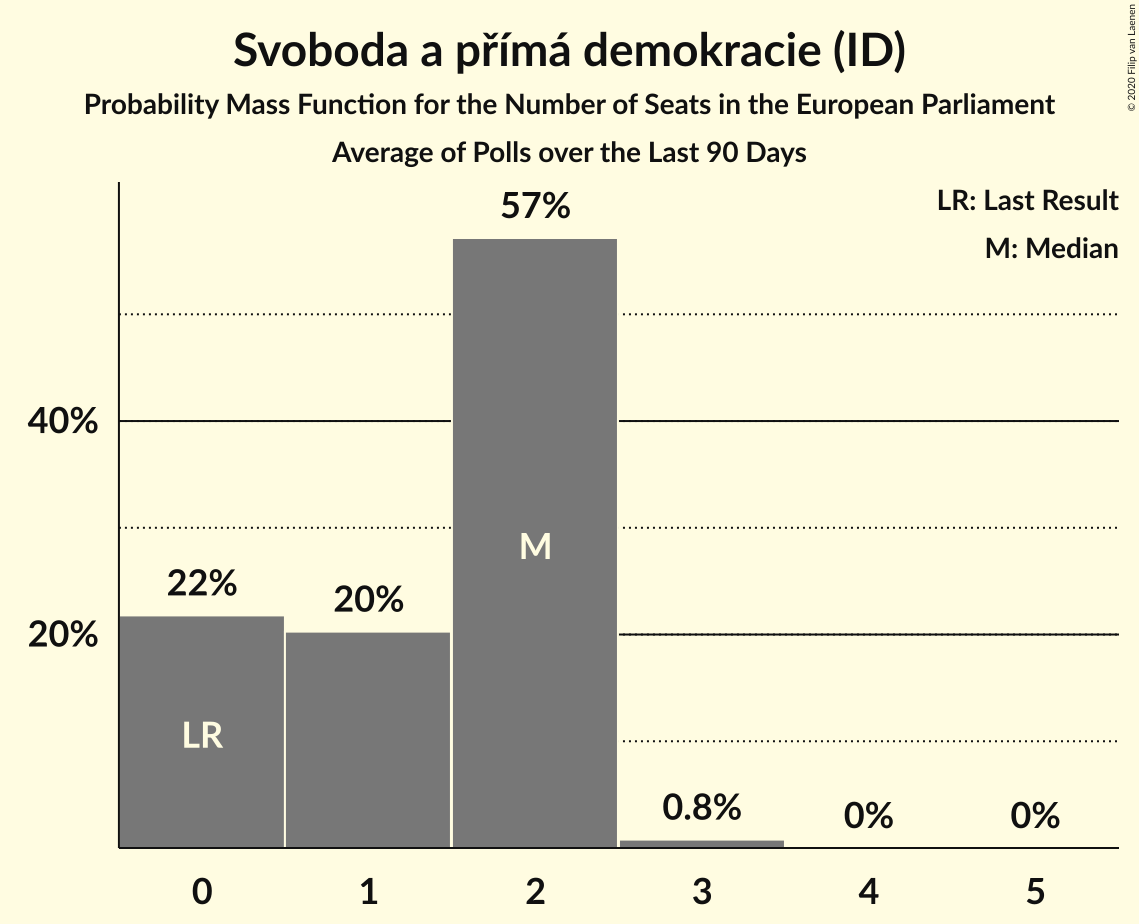 Svoboda a přímá demokracie (ID)
Probability Mass Function for the Number of Seats in the European Parliament
Average of Polls over the Last 90 Days
© 2020 Filip van Laenen
LR: Last Result
M: Median
57%
40%
M
22%
20%
20%
LR
0.8%
0%
0%
0 1 2 3 4 5